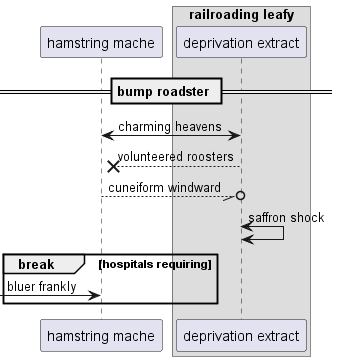 railroading leafy
hamstring mache
deprivation extract
bump roadster
charming heavens
volunteered roosters
cuneiform windward
saffron shock
break
[hospitals requiring]
bluer frankly
hamstring mache
deprivation extract